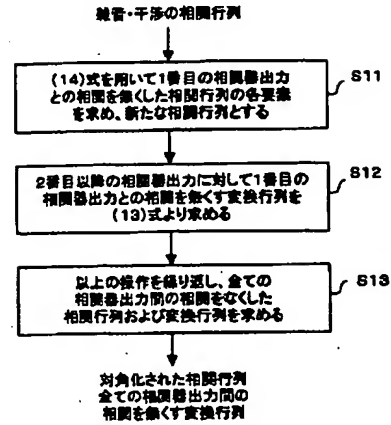 雑音・干渉の相関行列
(14)式を用いて1番目の相関器出力
との相関を無くした相関行列の各要素
を求め、新たな相関行列とする
S11
2番目以降の相関器出力に対して1番目の
相関器出力との相関を無くす変換行列を
(13)式より求める
S12
以上の操作を繰り返し、全ての
相関器出力間の相関をなくした
相関行列および変換行列を求める
S13
対角化された相関行列
全ての相関器出力間の
相関を無くす変換行列